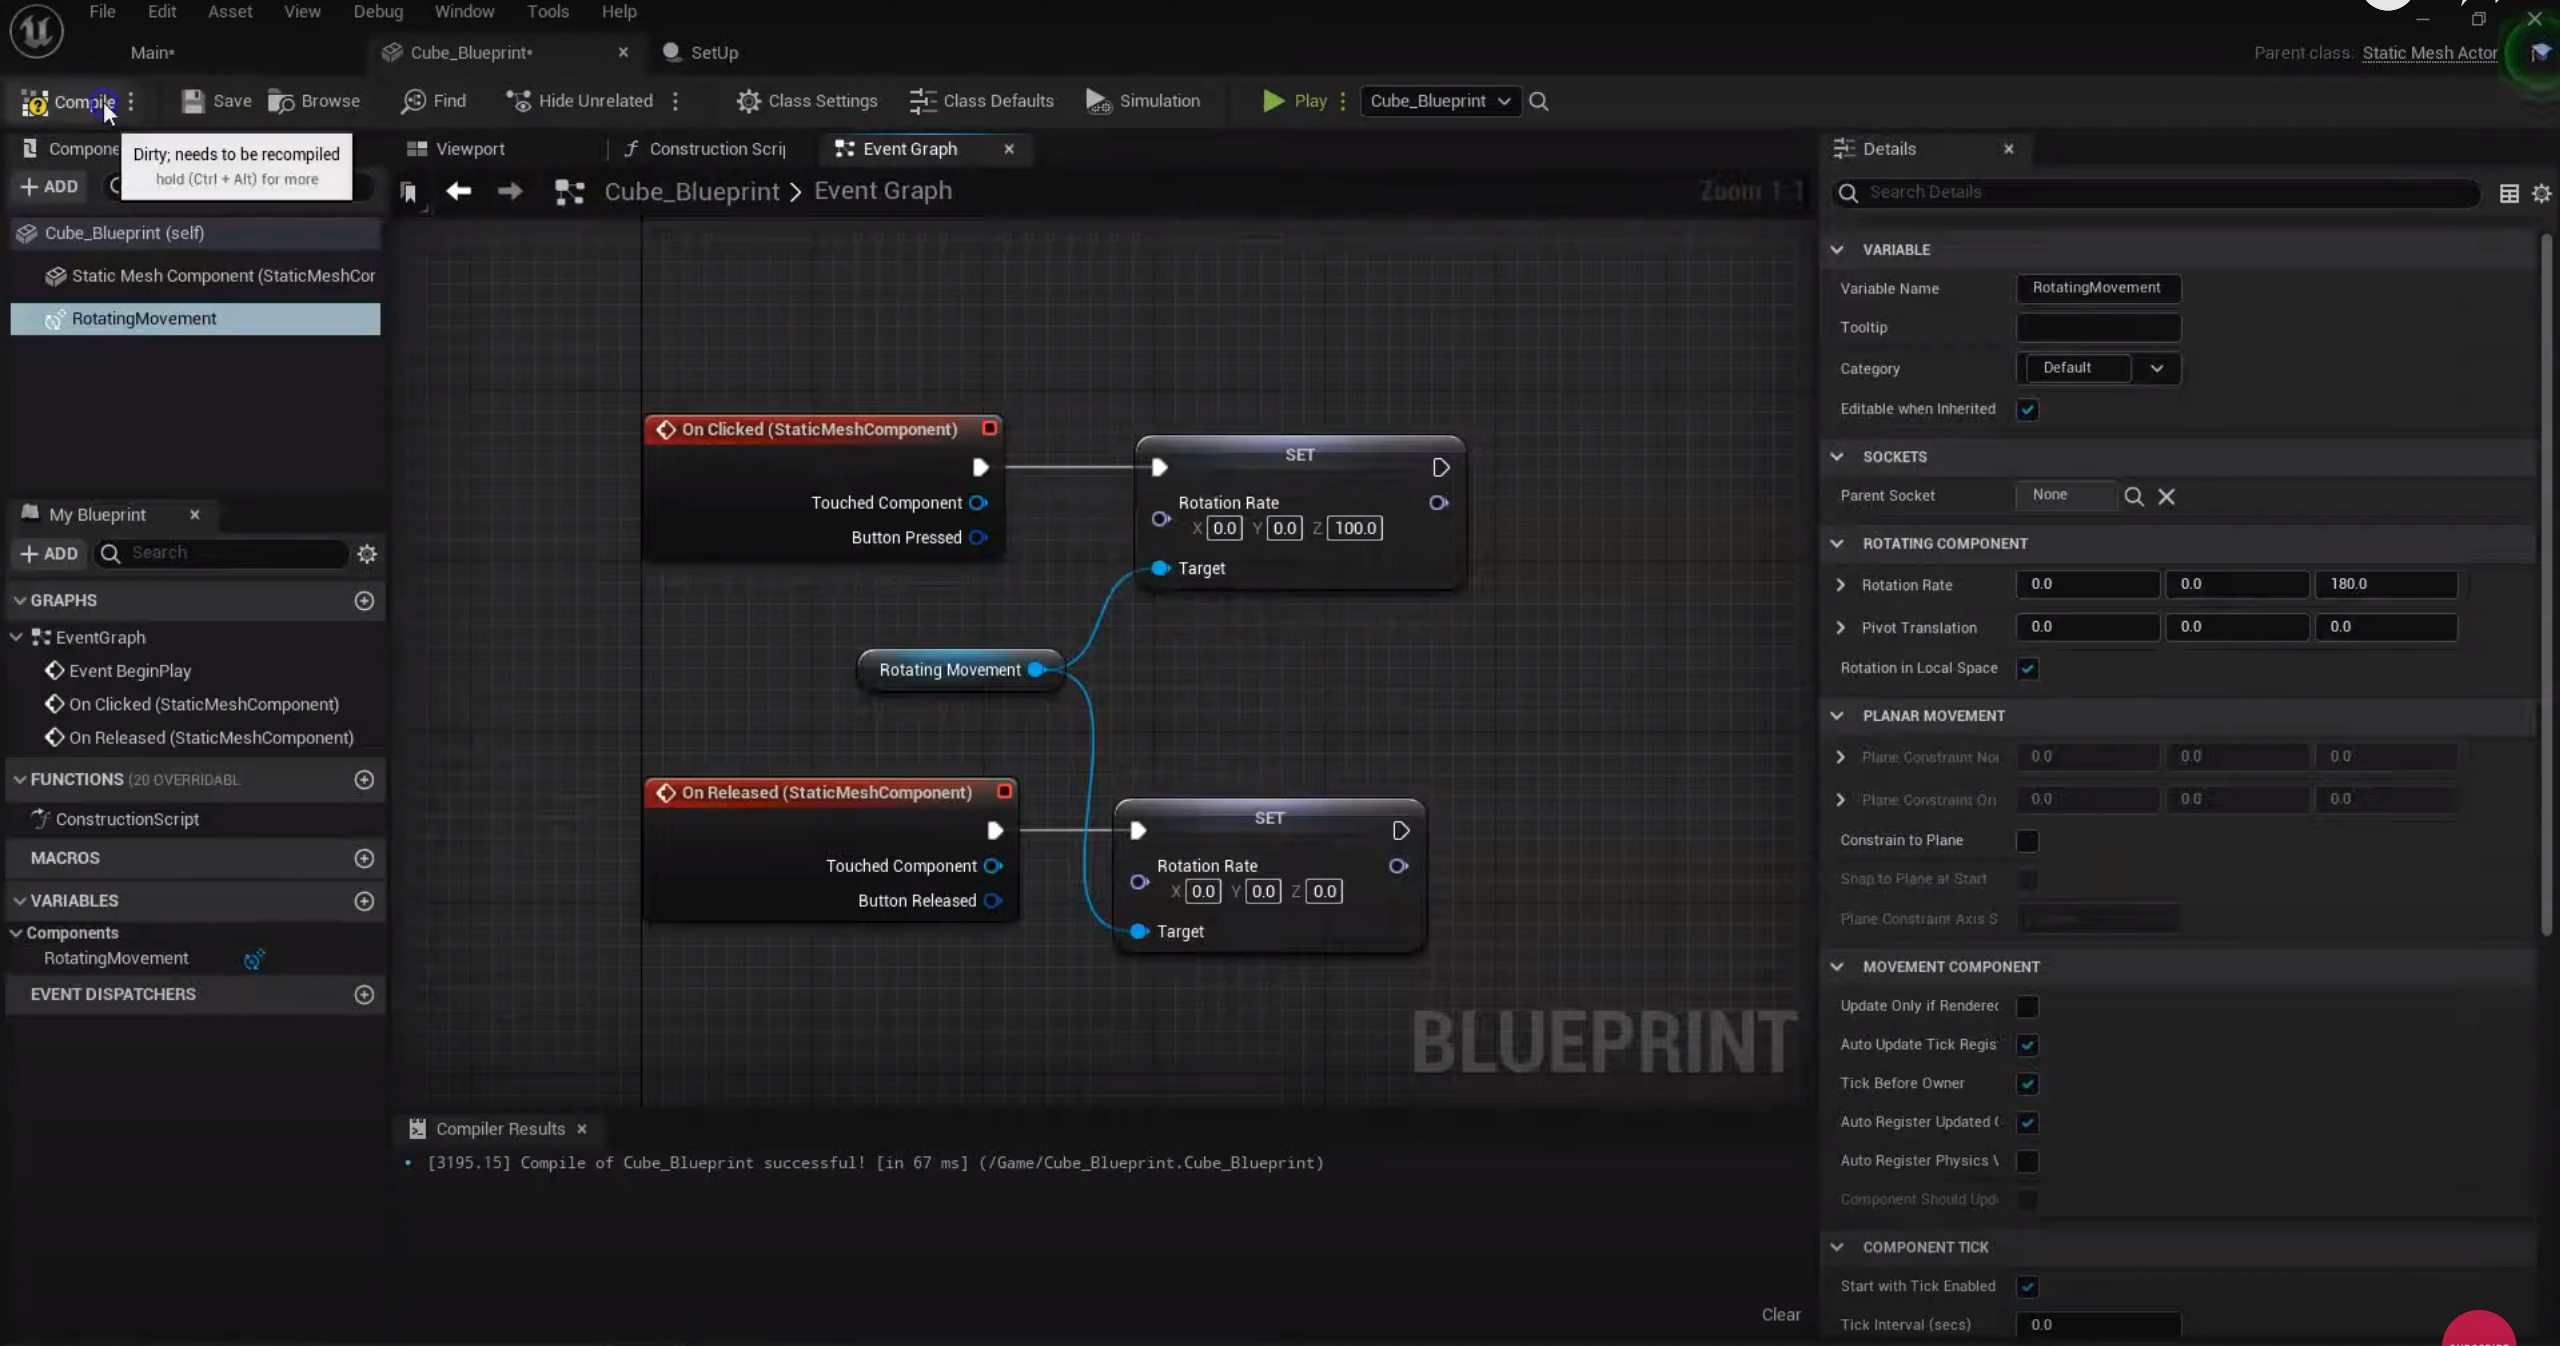 File Edit Asset View Debug Window Tools Help
Main* Cube_Blueprint* SetUp Parent class: Static Mesh Actor
Compile Save Browse Find Hide Unrelated Class Settings Class Defaults Simulation Play Cube_Blueprint
Dirty; needs to be recompiled
hold (Ctrl + Alt) for more
Compone
+ ADD
Viewport Construction Scri Event Graph
Cube_Blueprint > Event Graph Zoom 1:1
Cube_Blueprint (self)
Static Mesh Component (StaticMeshCor
RotatingMovement
My Blueprint
+ ADD Search
GRAPHS
EventGraph
Event BeginPlay
On Clicked (StaticMeshComponent)
On Released (StaticMeshComponent)
FUNCTIONS (20 OVERRIDABL
ConstructionScript
MACROS
VARIABLES
Components
RotatingMovement
EVENT DISPATCHERS
On Clicked (StaticMeshComponent)
Touched Component
Button Pressed
SET
Rotation Rate
X 0.0 Y 0.0 Z 100.0
Target
Rotating Movement
On Released (StaticMeshComponent)
Touched Component
Button Released
SET
Rotation Rate
X 0.0 Y 0.0 Z 0.0
Target
BLUEPRINT
Compiler Results
[3195.15] Compile of Cube_Blueprint successful! [in 67 ms] (/Game/Cube_Blueprint.Cube_Blueprint)
Clear
Details
Search Details
VARIABLE
Variable Name RotatingMovement
Tooltip
Category Default
Editable when Inherited
SOCKETS
Parent Socket None
ROTATING COMPONENT
Rotation Rate 0.0 0.0 180.0
Pivot Translation 0.0 0.0 0.0
Rotation in Local Space
PLANAR MOVEMENT
Plane Constraint Nor 0.0 0.0 0.0
Plane Constraint Ori 0.0 0.0 0.0
Constrain to Plane
Snap to Plane at Start
Plane Constraint Axis S
MOVEMENT COMPONENT
Update Only if Renderec
Auto Update Tick Regis
Tick Before Owner
Auto Register Updated C
Auto Register Physics V
Component Should Upd
COMPONENT TICK
Start with Tick Enabled
Tick Interval (secs) 0.0